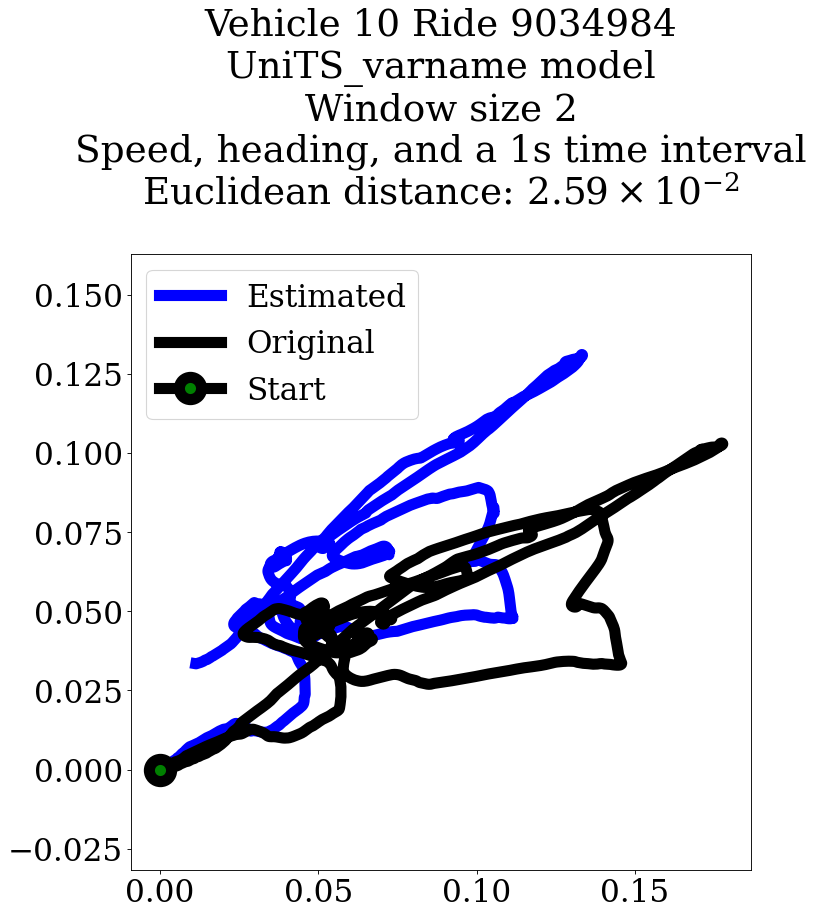 Vehicle 10 Ride 9034984
UniTS_varname model
Window size 2
Speed, heading, and a 1s time interval
Euclidean distance: 2.59 × 10⁻²
Estimated
Original
Start
0.150
0.125
0.100
0.075
0.050
0.025
0.000
−0.025
0.00 0.05 0.10 0.15